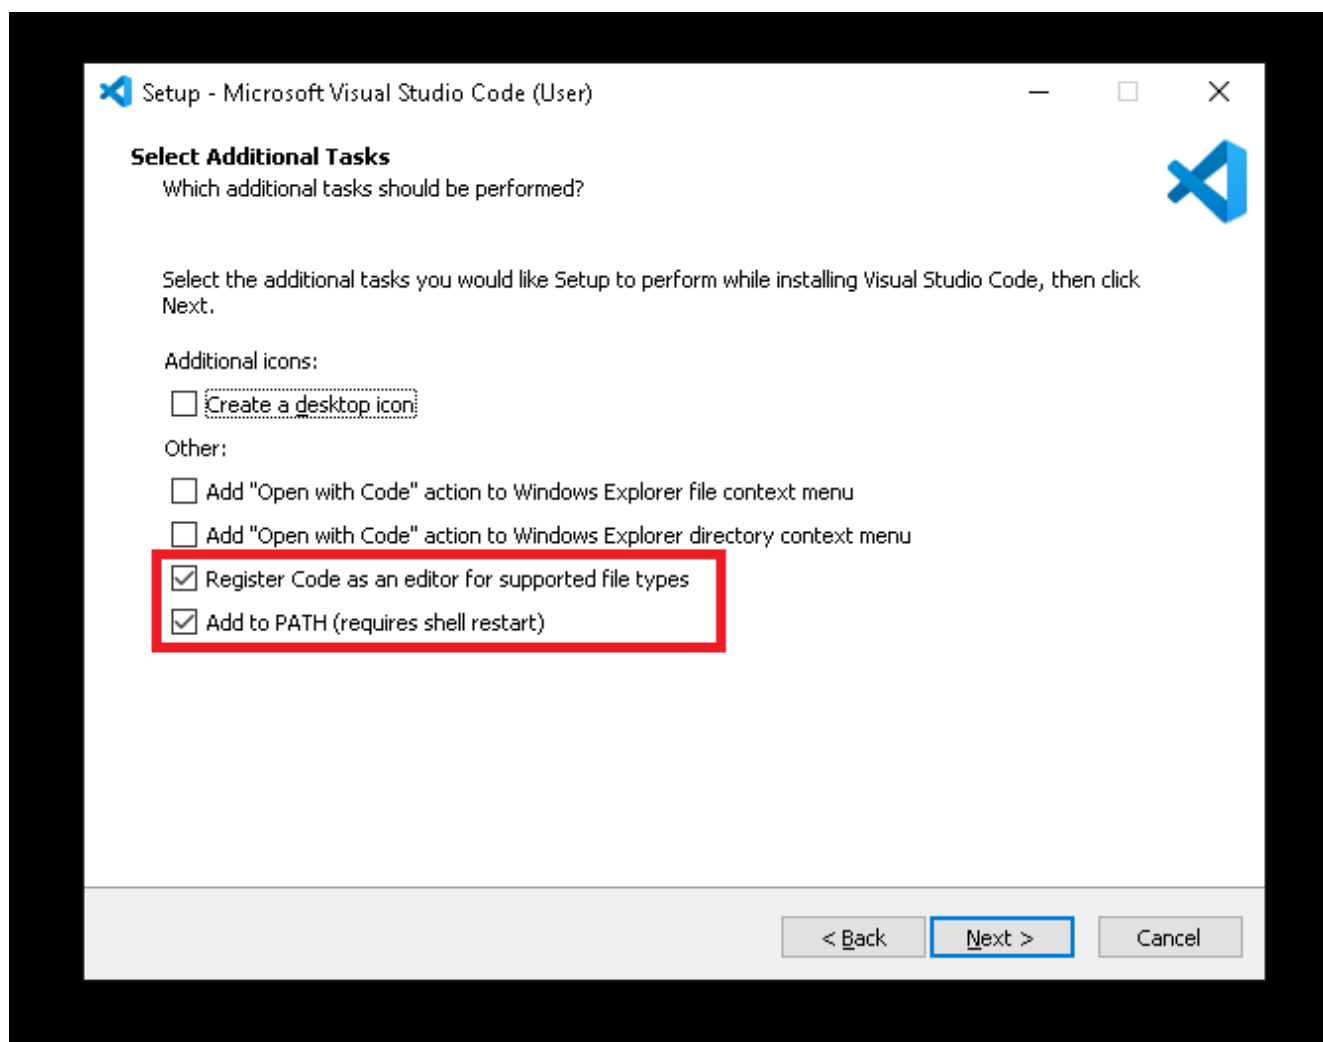 Setup - Microsoft Visual Studio Code (User)
Select Additional Tasks
Which additional tasks should be performed?
Select the additional tasks you would like Setup to perform while installing Visual Studio Code, then click
Next.
Additional icons:
Create a desktop icon
Other:
Add "Open with Code" action to Windows Explorer file context menu
Add "Open with Code" action to Windows Explorer directory context menu
Register Code as an editor for supported file types
Add to PATH (requires shell restart)
< Back Next > Cancel